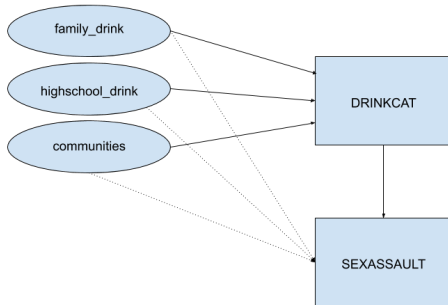 family_drink
highschool_drink
communities
DRINKCAT
SEXASSAULT